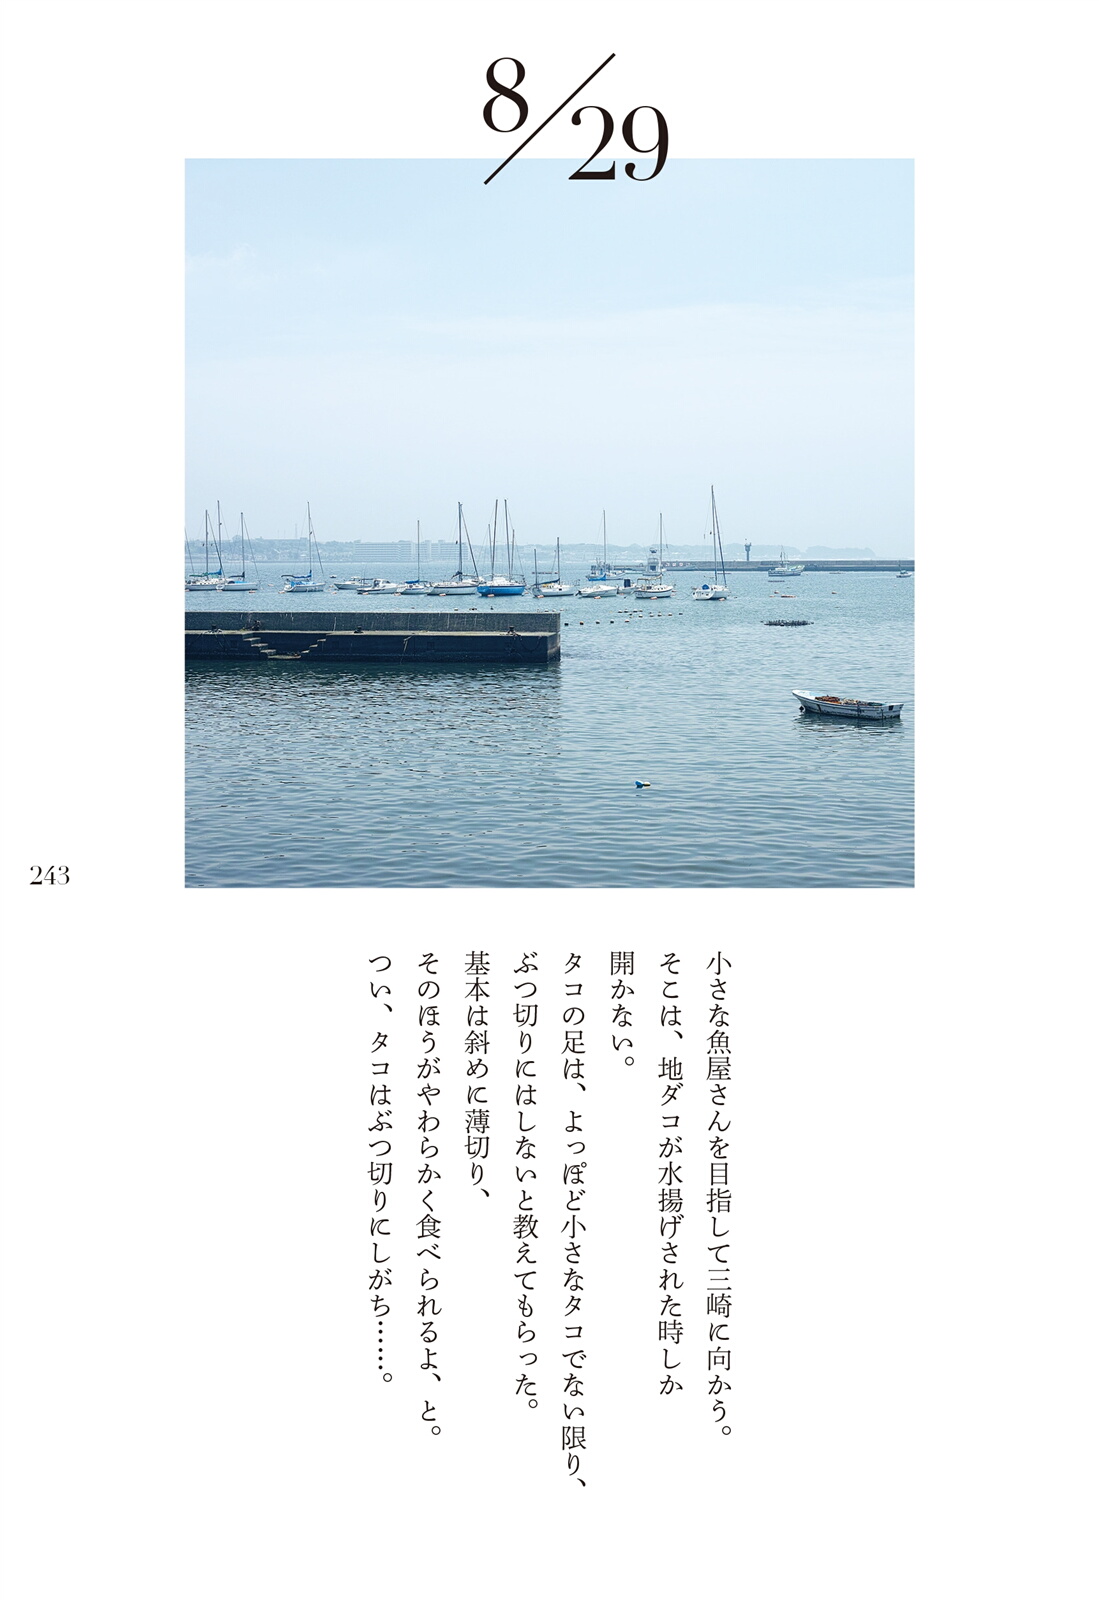 8/29
小さな魚屋さんを目指して三崎に向かう。
そこは、地ダコが水揚げされた時しか
開かない。
タコの足は、よっぽど小さなタコでない限り、
ぶつ切りにはしないと教えてもらった。
基本は斜めに薄切り、
そのほうがやわらかく食べられるよ、と。
つい、タコはぶつ切りにしがち……。
243